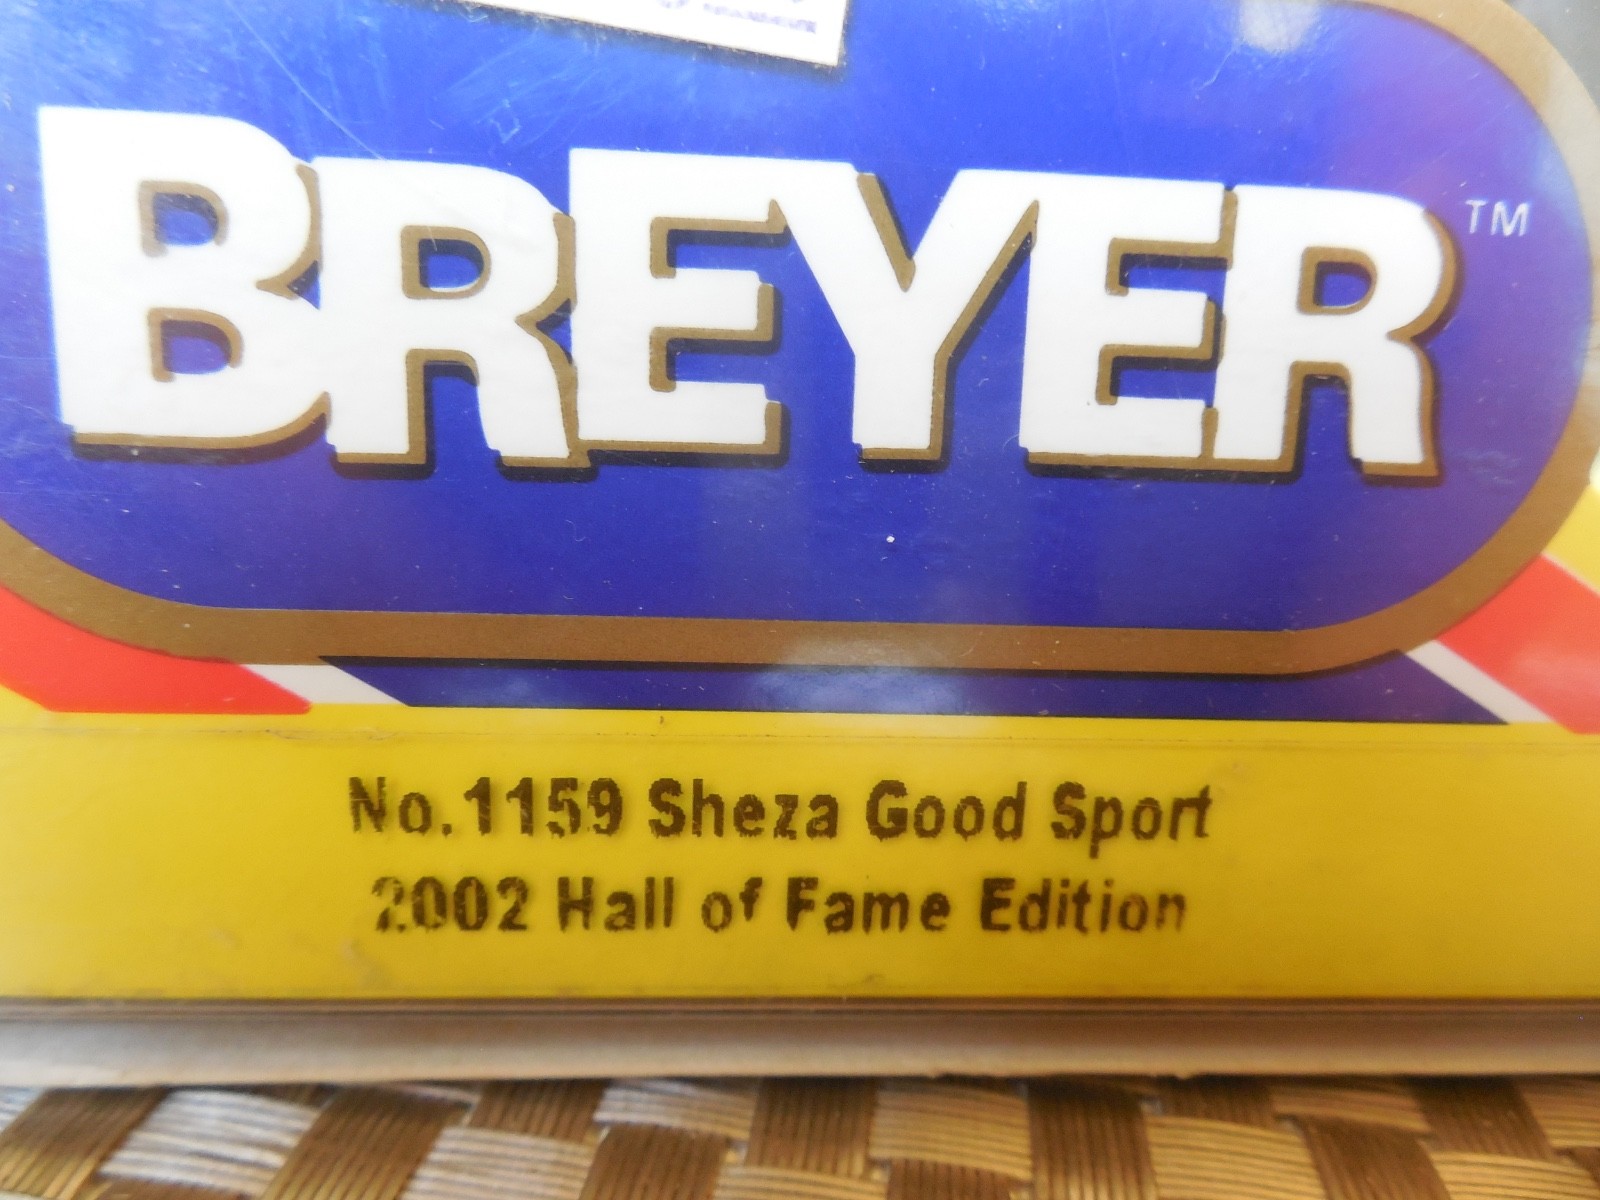 BREYER™
No.1159 Sheza Good Sport
2002 Hall of Fame Edition